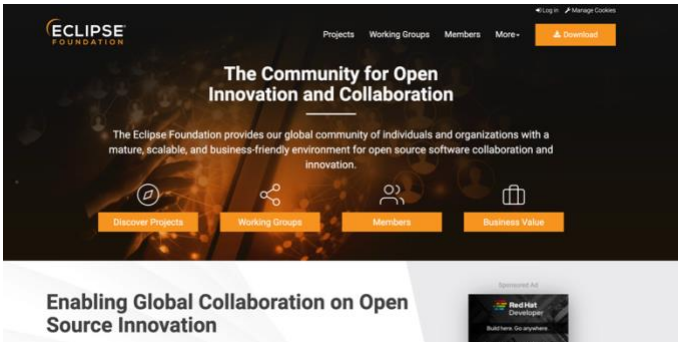 Log in Manage Cookies
ECLIPSE
FOUNDATION
Projects Working Groups Members More Download
The Community for Open
Innovation and Collaboration
The Eclipse Foundation provides our global community of individuals and organizations with a
mature, scalable, and business-friendly environment for open source software collaboration and
innovation.
Discover Projects Working Groups Members Business Value
Enabling Global Collaboration on Open
Source Innovation
Sponsored Ad
Red Hat
Developer
Build here. Go anywhere.